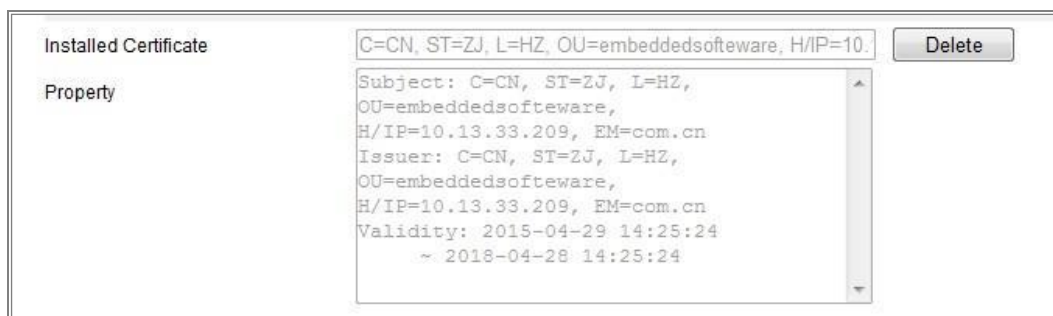 Installed Certificate
C=CN, ST=ZJ, L=HZ, OU=embeddedsofteware, H/IP=10.
Delete
Property
Subject: C=CN, ST=ZJ, L=HZ,
OU=embeddedsofteware,
H/IP=10.13.33.209, EM=com.cn
Issuer: C=CN, ST=ZJ, L=HZ,
OU=embeddedsofteware,
H/IP=10.13.33.209, EM=com.cn
Validity: 2015-04-29 14:25:24
~ 2018-04-28 14:25:24